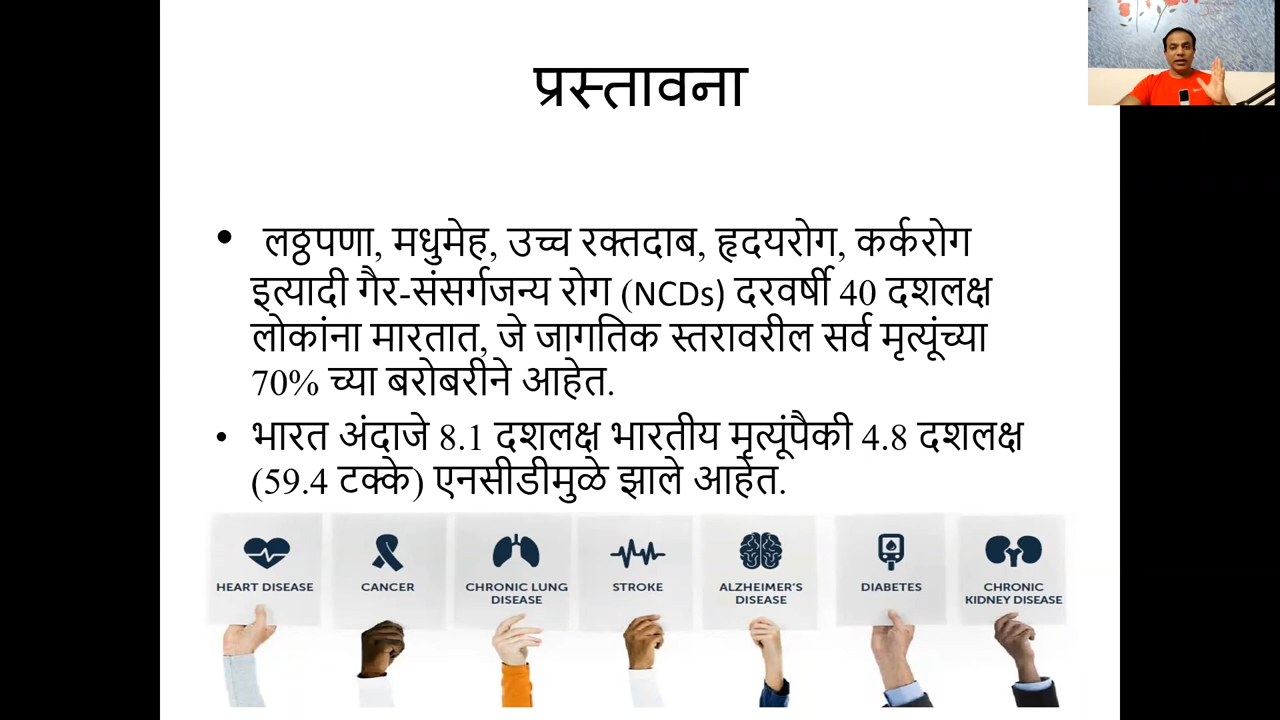 प्रस्तावना
• लठ्ठपणा, मधुमेह, उच्च रक्तदाब, हृदयरोग, कर्करोग
इत्यादी गैर-संसर्गजन्य रोग (NCDs) दरवर्षी 40 दशलक्ष
लोकांना मारतात, जे जागतिक स्तरावरील सर्व मृत्यूंच्या
70% च्या बरोबरीने आहेत.
• भारत अंदाजे 8.1 दशलक्ष भारतीय मृत्यूंपैकी 4.8 दशलक्ष
(59.4 टक्के) एनसीडीमुळे झाले आहेत.
HEART DISEASE
CANCER
CHRONIC LUNG
DISEASE
STROKE
ALZHEIMER'S
DISEASE
DIABETES
CHRONIC
KIDNEY DISEASE